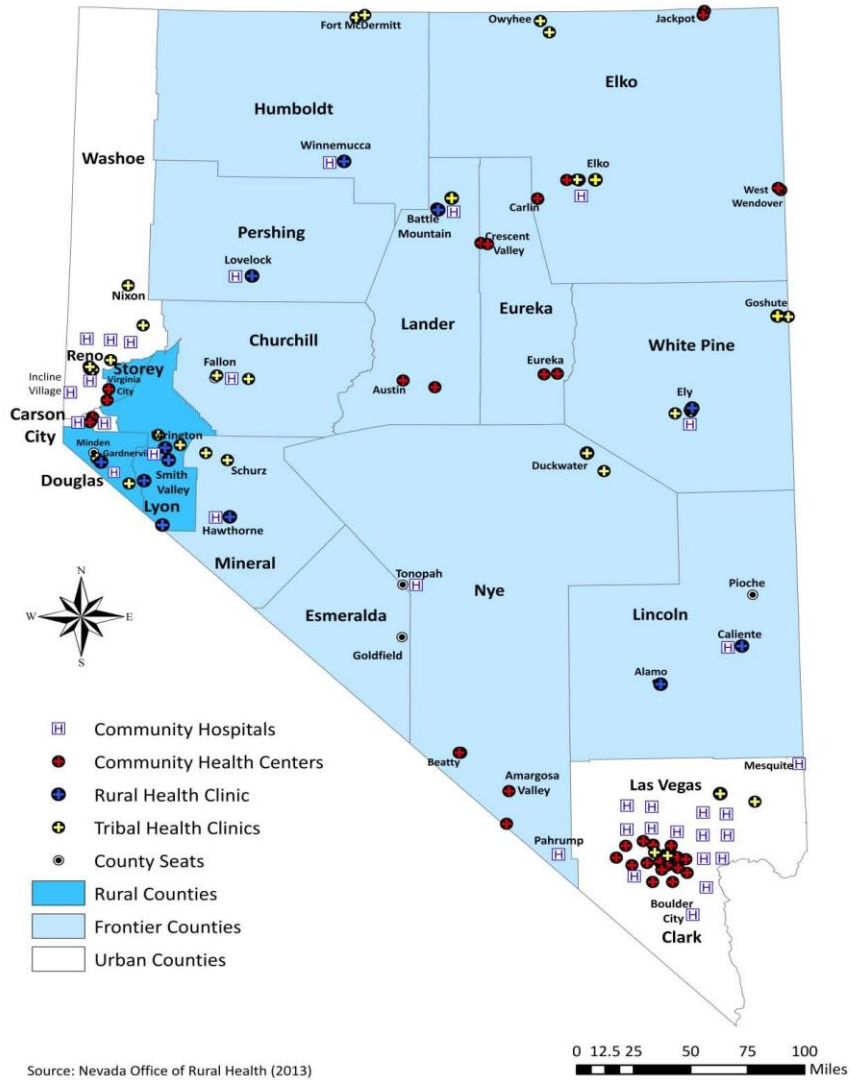 Fort McDermitt
Owyhee
Jackpot
Elko
Humboldt
Winnemucca
Washoe
Elko
West
Wendover
Carlin
Battle
Mountain
Crescent
Valley
Pershing
Lovelock
Nixon
Eureka
Goshute
Lander
Churchill
White Pine
Reno
Storey
Fallon
Eureka
Incline
Village
Virginia
City
Austin
Ely
Carson
City
Minden
Gardnervi
Yerington
Schurz
Duckwater
Douglas
Smith
Valley
Lyon
Hawthorne
Mineral
N
W
E
S
Tonopah
Nye
Pioche
Esmeralda
Lincoln
Goldfield
Caliente
Alamo
H Community Hospitals
Community Health Centers
Rural Health Clinic
Tribal Health Clinics
County Seats
Rural Counties
Frontier Counties
Urban Counties
Beatty
Amargosa
Valley
Pahrump
Mesquite
Las Vegas
Boulder
City
Clark
0 12.5 25 50 75 100
Miles
Source: Nevada Office of Rural Health (2013)